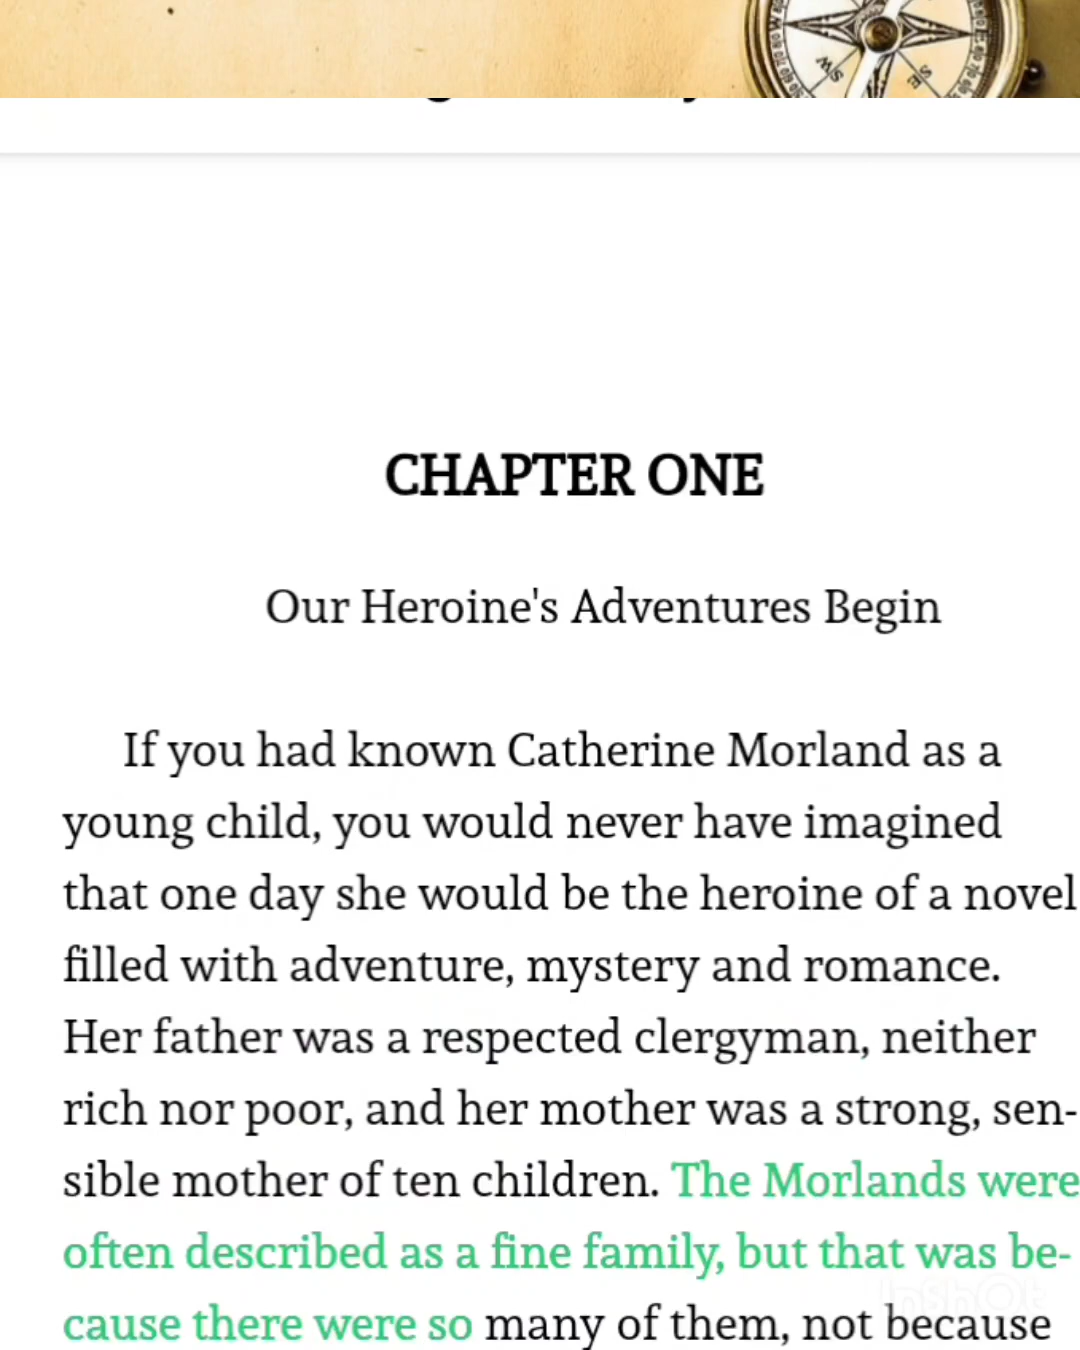 W
SW
SE
CHAPTER ONE
Our Heroine's Adventures Begin
If you had known Catherine Morland as a
young child, you would never have imagined
that one day she would be the heroine of a novel
filled with adventure, mystery and romance.
Her father was a respected clergyman, neither
rich nor poor, and her mother was a strong, sen-
sible mother of ten children. The Morlands were
often described as a fine family, but that was be-
cause there were so many of them, not because
InShOt